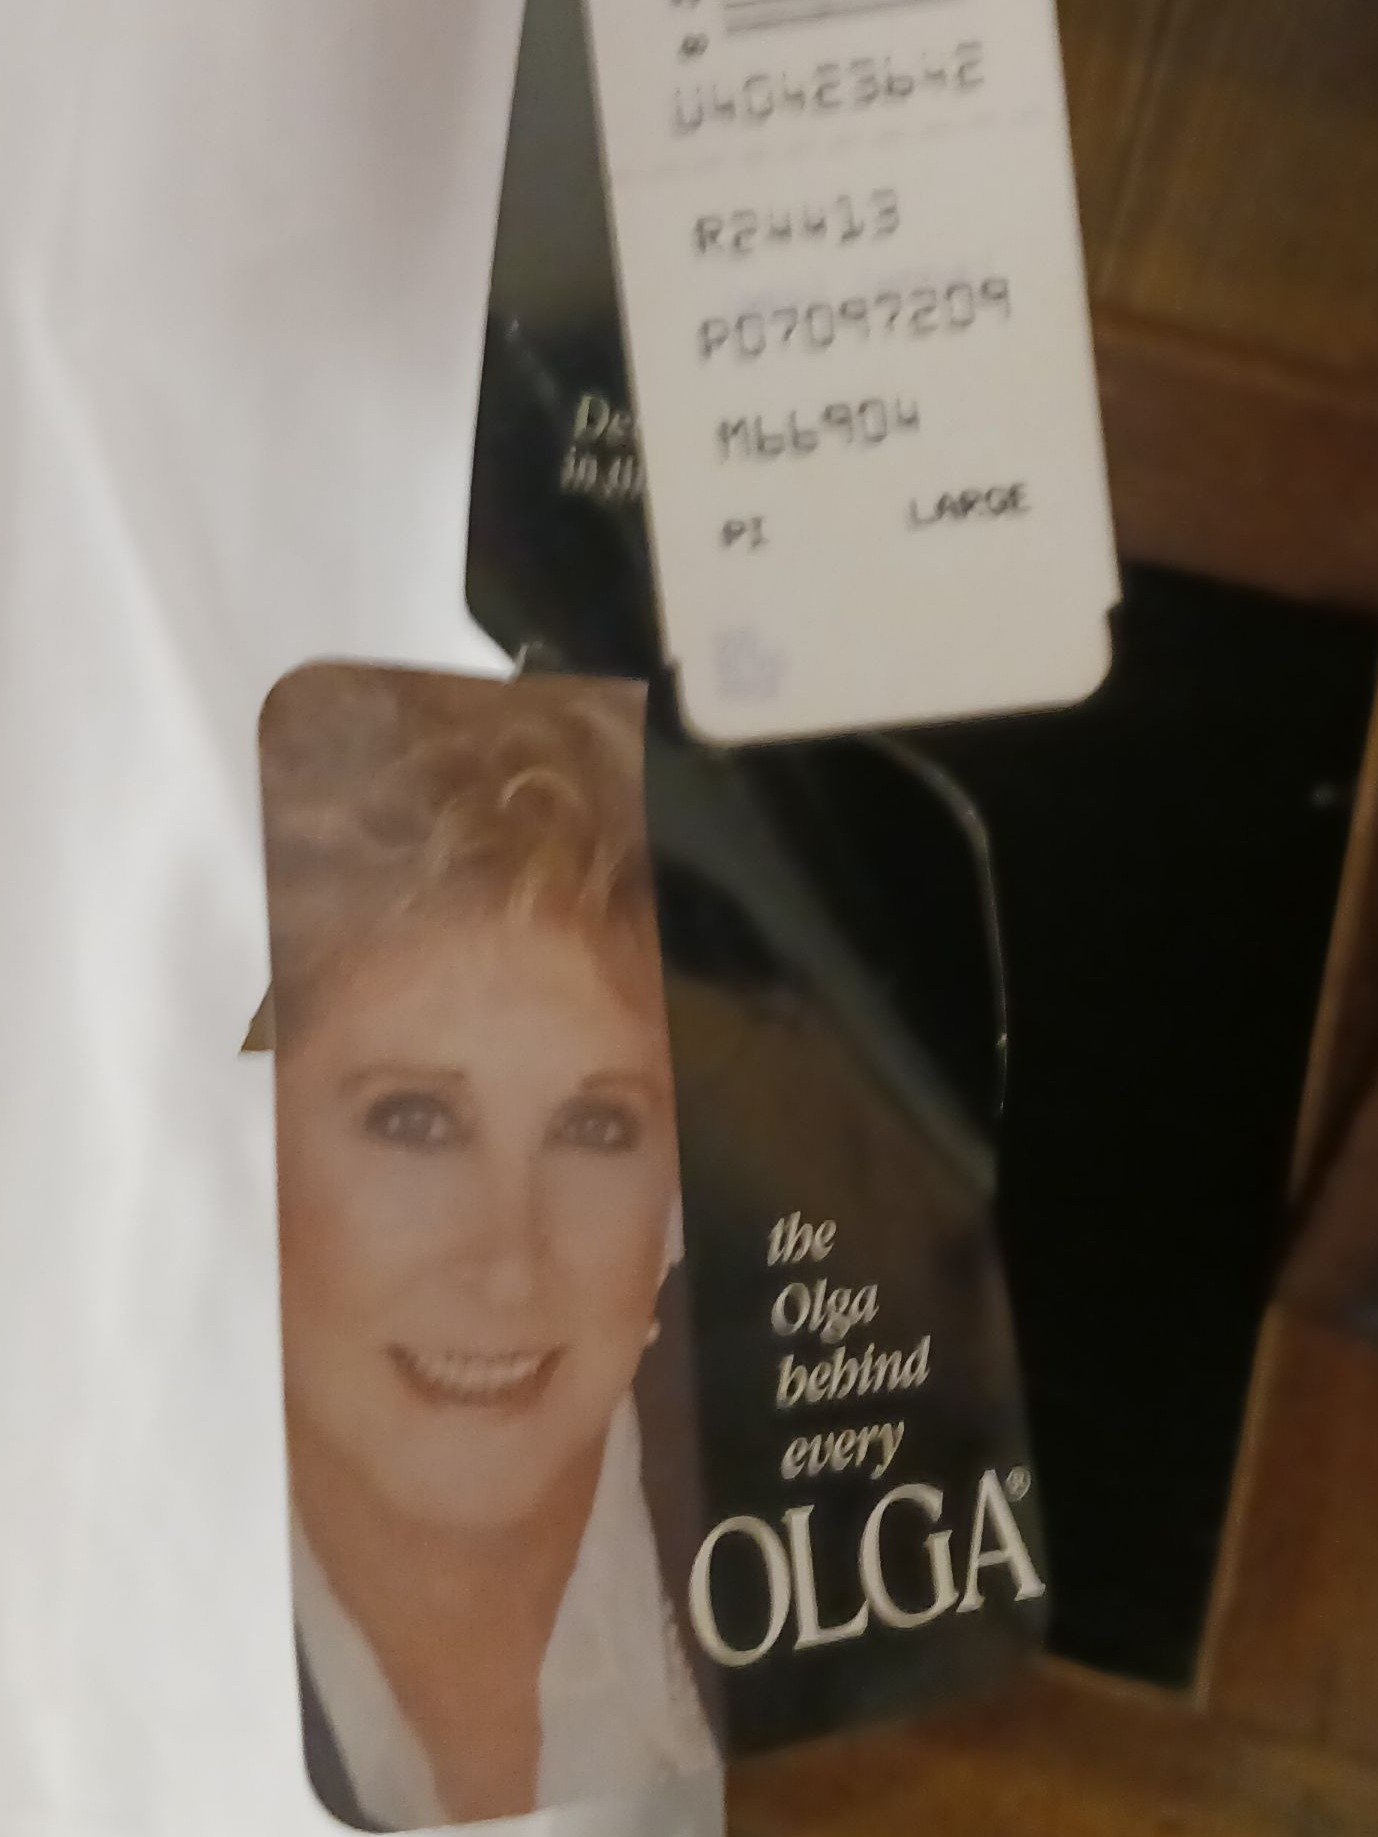 U40423642
R24413
P07097209
M66904
PI LARGE
the
Olga
behind
every
OLGA®